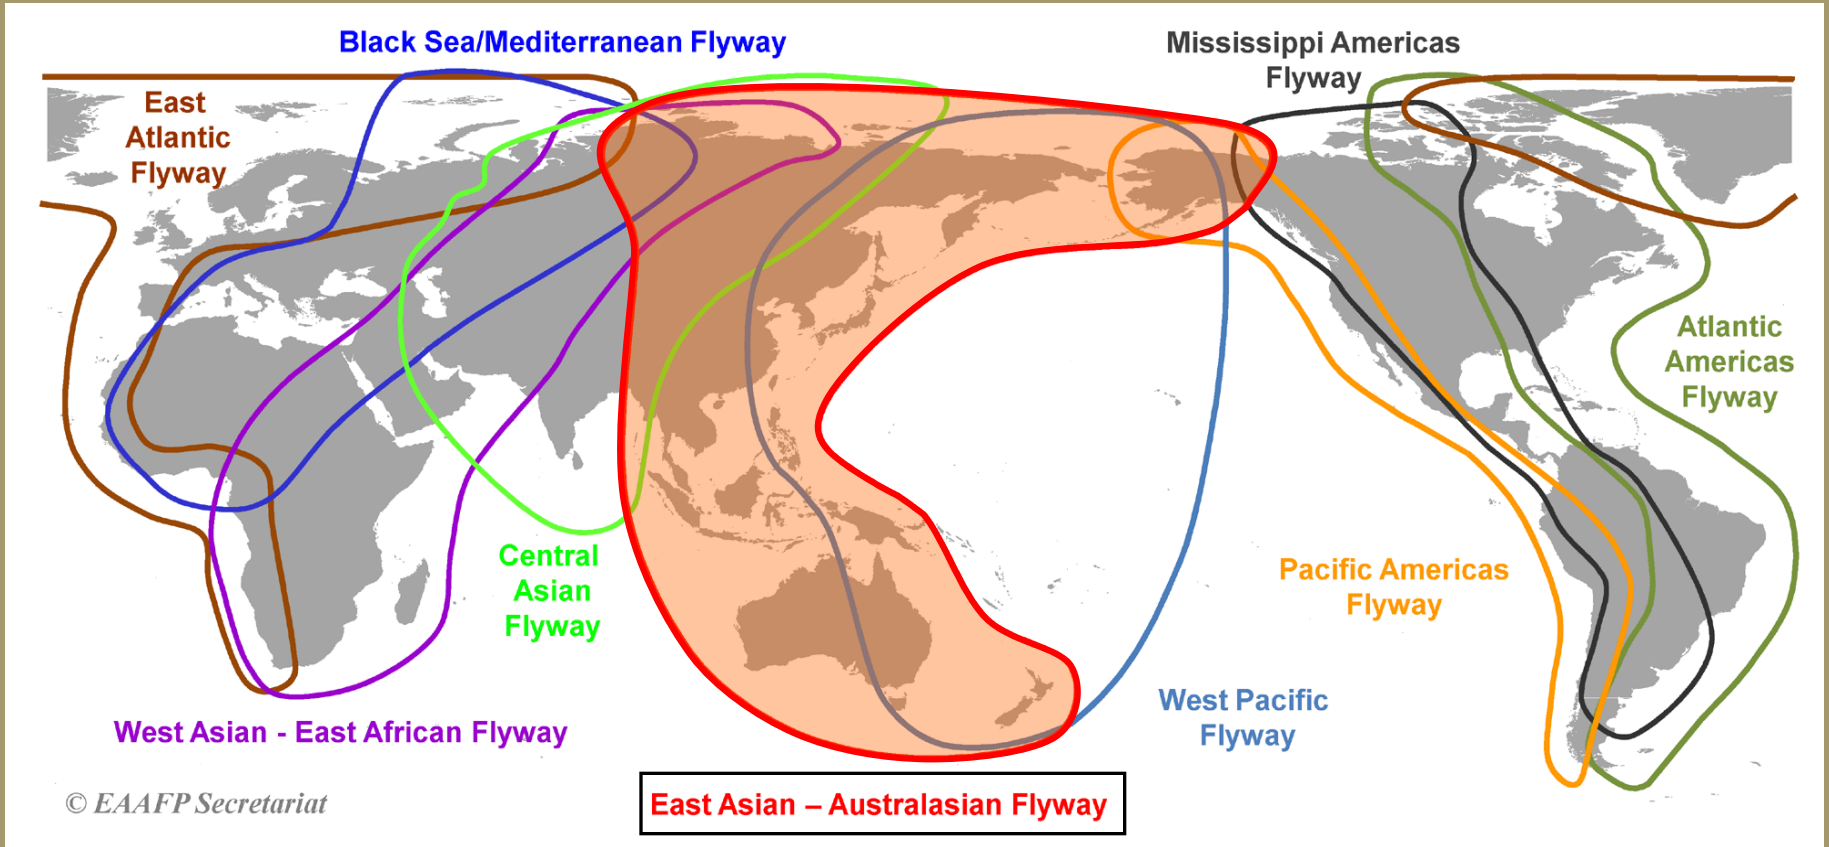 Black Sea/Mediterranean Flyway
Mississippi Americas
Flyway
East
Atlantic
Flyway
Atlantic
Americas
Flyway
Central
Asian
Flyway
Pacific Americas
Flyway
West Pacific
Flyway
West Asian - East African Flyway
© EAAFP Secretariat
East Asian – Australasian Flyway